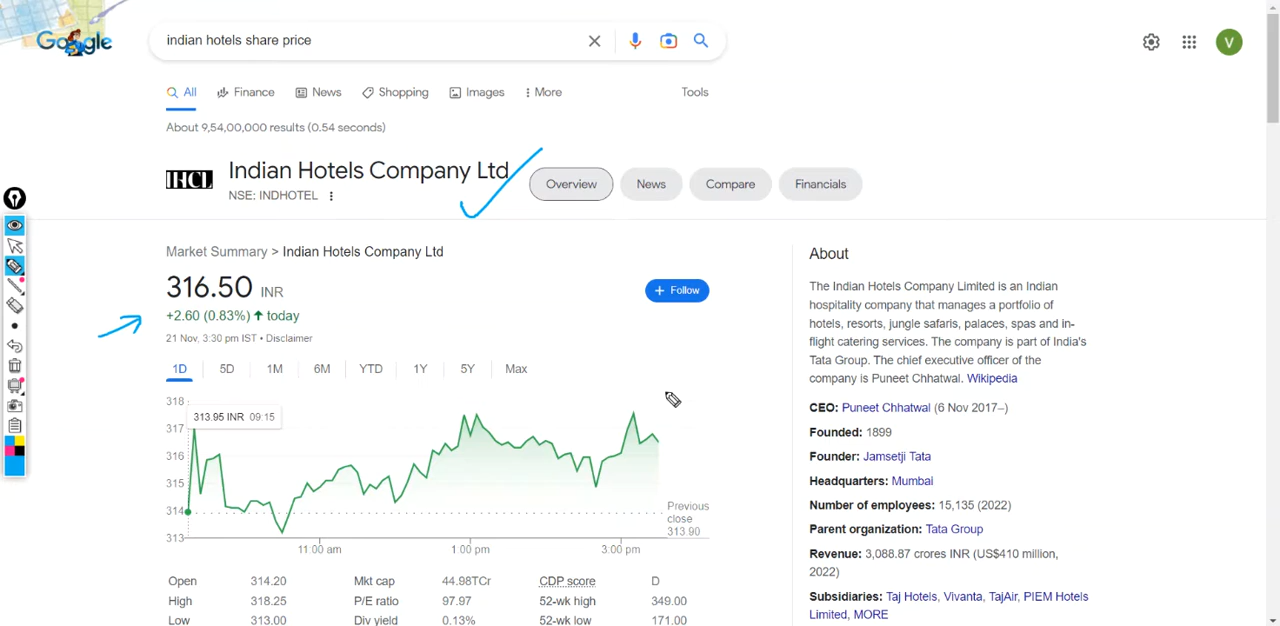 Google
indian hotels share price
V
All Finance News Shopping Images More Tools
About 9,54,00,000 results (0.54 seconds)
IHCL
Indian Hotels Company Ltd
NSE: INDHOTEL
Overview News Compare Financials
Market Summary > Indian Hotels Company Ltd
316.50 INR
+ Follow
+2.60 (0.83%) ↑ today
21 Nov, 3:30 pm IST • Disclaimer
1D 5D 1M 6M YTD 1Y 5Y Max
318
313.95 INR 09:15
317
316
315
314
313
Previous
close
313.90
11:00 am 1:00 pm 3:00 pm
Open 314.20 Mkt cap 44.98TCr CDP score D
High 318.25 P/E ratio 97.97 52-wk high 349.00
Low 313.00 Div yield 0.13% 52-wk low 171.00
About
The Indian Hotels Company Limited is an Indian
hospitality company that manages a portfolio of
hotels, resorts, jungle safaris, palaces, spas and in-
flight catering services. The company is part of India's
Tata Group. The chief executive officer of the
company is Puneet Chhatwal. Wikipedia
CEO: Puneet Chhatwal (6 Nov 2017–)
Founded: 1899
Founder: Jamsetji Tata
Headquarters: Mumbai
Number of employees: 15,135 (2022)
Parent organization: Tata Group
Revenue: 3,088.87 crores INR (US$410 million,
2022)
Subsidiaries: Taj Hotels, Vivanta, TajAir, PIEM Hotels
Limited, MORE